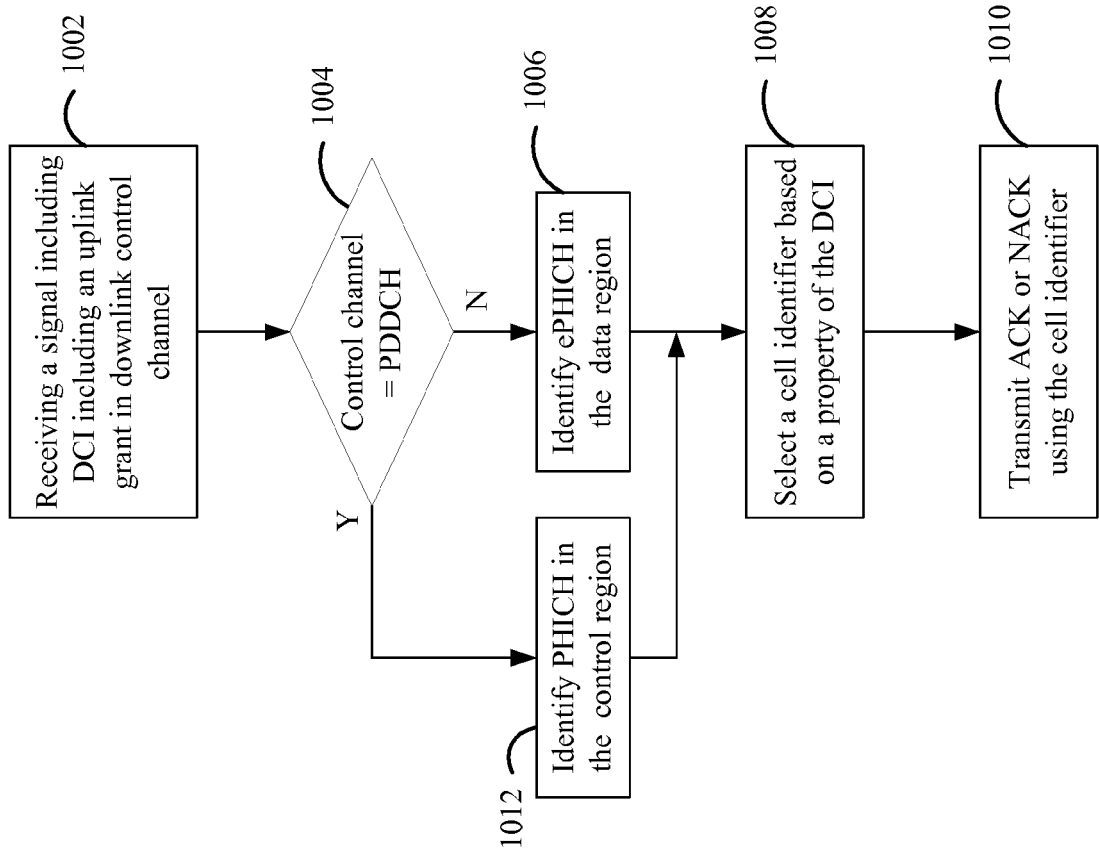 1002
Receiving a signal including
DCI including an uplink
grant in downlink control
channel
1004
Control channel
= PDDCH
Y
N
1012
Identify PHICH in
the control region
1006
Identify ePHICH in
the data region
1008
Select a cell identifier based
on a property of the DCI
1010
Transmit ACK or NACK
using the cell identifier